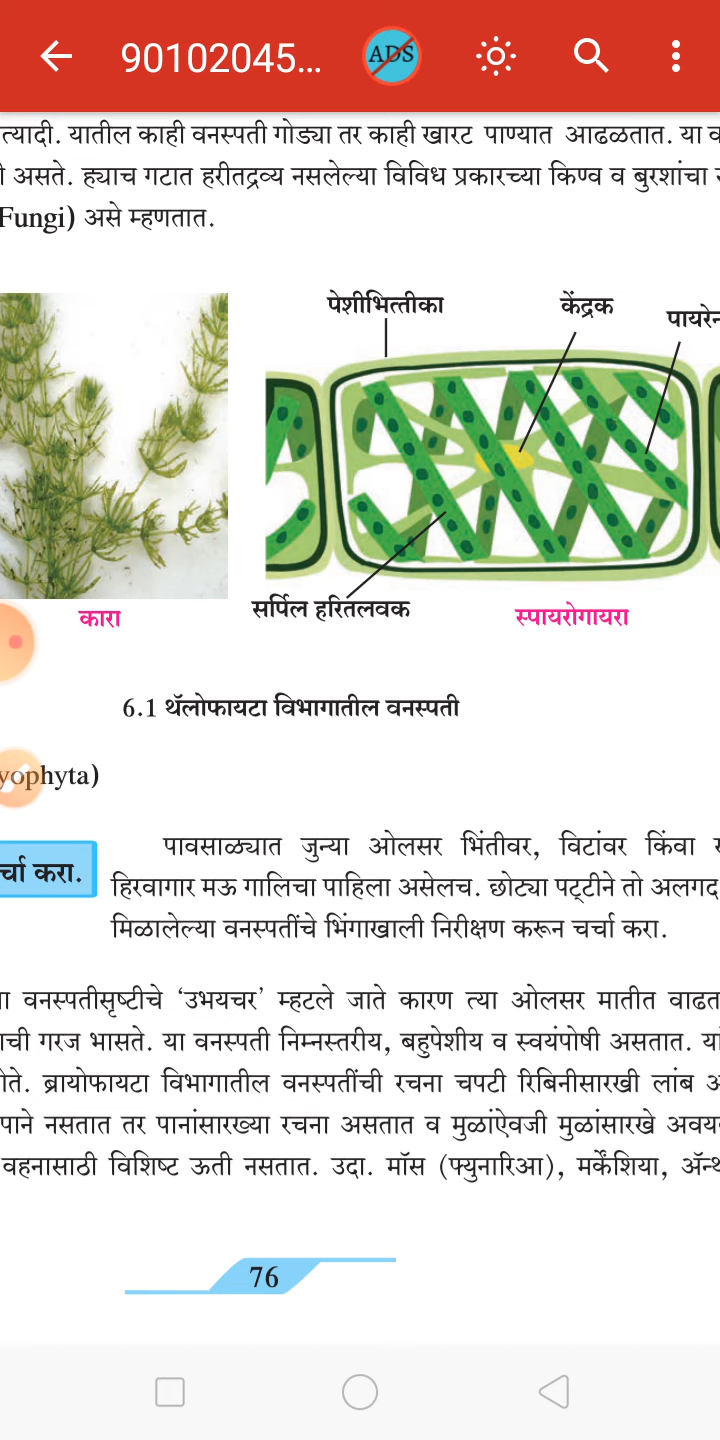 90102045...
ADS
त्यादी. यातील काही वनस्पती गोड्या तर काही खारट पाण्यात आढळतात. या
असते. ह्याच गटात हरीतद्रव्य नसलेल्या विविध प्रकारच्या किण्व व बुरशांचा
Fungi) असे म्हणतात.
पेशीभित्तीका
केंद्रक
पायरेन
सर्पिल हरितलवक
कारा
स्पायरोगायरा
6.1 थॅलोफायटा विभागातील वनस्पती
yophyta)
पावसाळ्यात जुन्या ओलसर भिंतीवर, विटांवर किंवा
र्चा करा.
हिरवागार मऊ गालिचा पाहिला असेलच. छोट्या पट्टीने तो अलगद
मिळालेल्या वनस्पतींचे भिंगाखाली निरीक्षण करून चर्चा करा.
या वनस्पतीसृष्टीचे ‘उभयचर’ म्हटले जाते कारण त्या ओलसर मातीत वाढत
ाची गरज भासते. या वनस्पती निम्नस्तरीय, बहुपेशीय व स्वयंपोषी असतात. यां
ोते. ब्रायोफायटा विभागातील वनस्पतींची रचना चपटी रिबिनीसारखी लांब
पाने नसतात तर पानांसारख्या रचना असतात व मुळांऐवजी मुळांसारखे अवय
वहनासाठी विशिष्ट ऊती नसतात. उदा. मॉस (फ्युनारिआ), मर्केंशिया, ॲन्थ
76